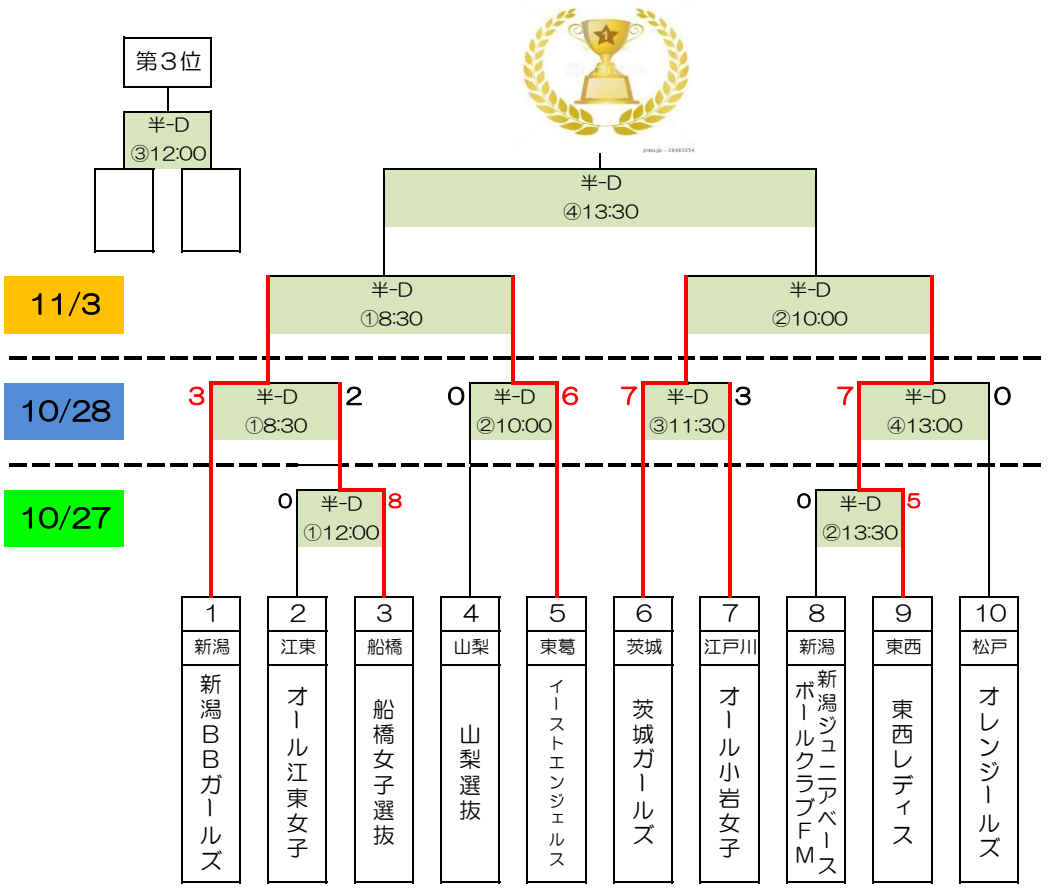 1
prata.jp - 28465654
第3位
半-D
③12:00
半-D
④13:30
11/3
半-D
①8:30
半-D
②10:00
10/28
3
半-D
①8:30
2
0
半-D
②10:00
6
7
半-D
③11:30
3
7
半-D
④13:00
0
10/27
0
半-D
①12:00
8
0
半-D
②13:30
5
1
2
3
4
5
6
7
8
9
10
新潟
江東
船橋
山梨
東葛
茨城
江戸川
新潟
東西
松戸
新潟BBガールズ
オール江東女子
船橋女子選抜
山梨選抜
イーストエンジェルス
茨城ガールズ
オール小岩女子
新潟ジュニアベース
ボールクラブFM
東西レディス
オレンジールズ